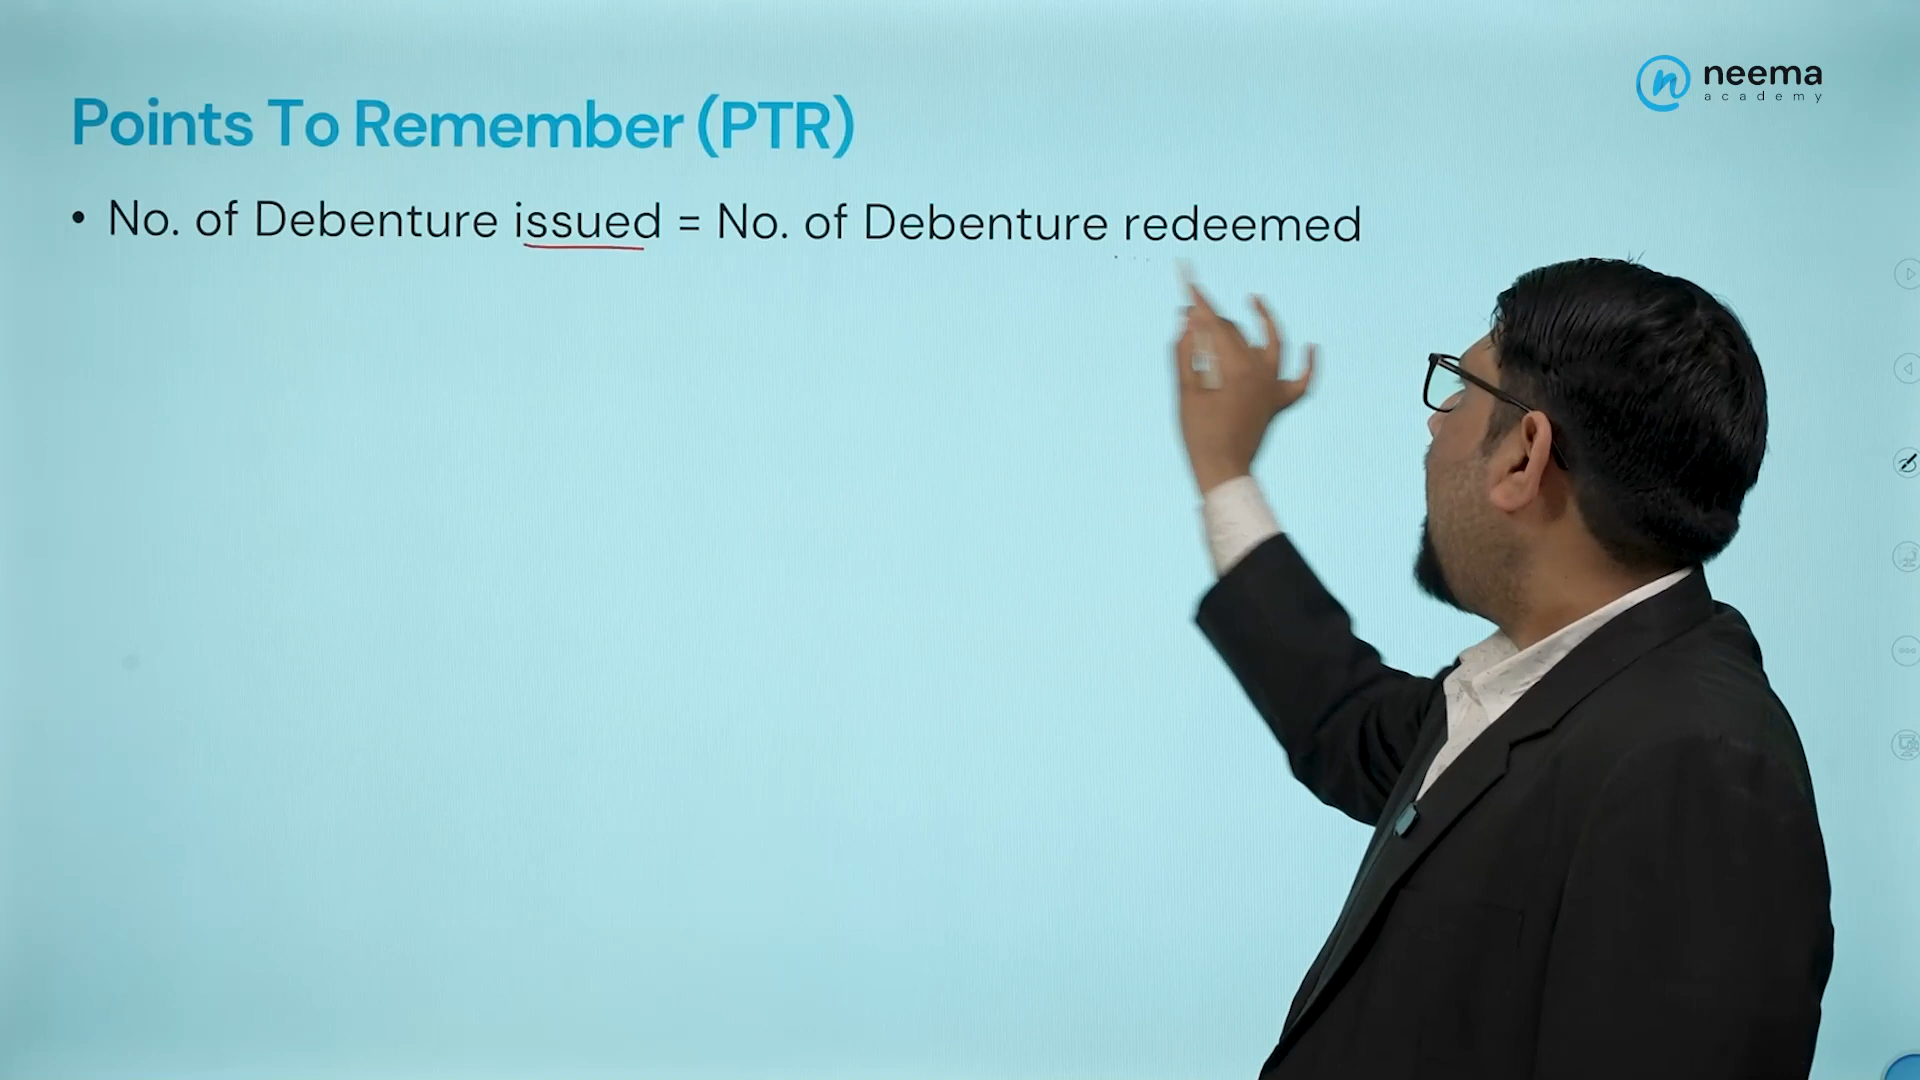 neema
academy
Points To Remember (PTR)
• No. of Debenture issued = No. of Debenture redeemed